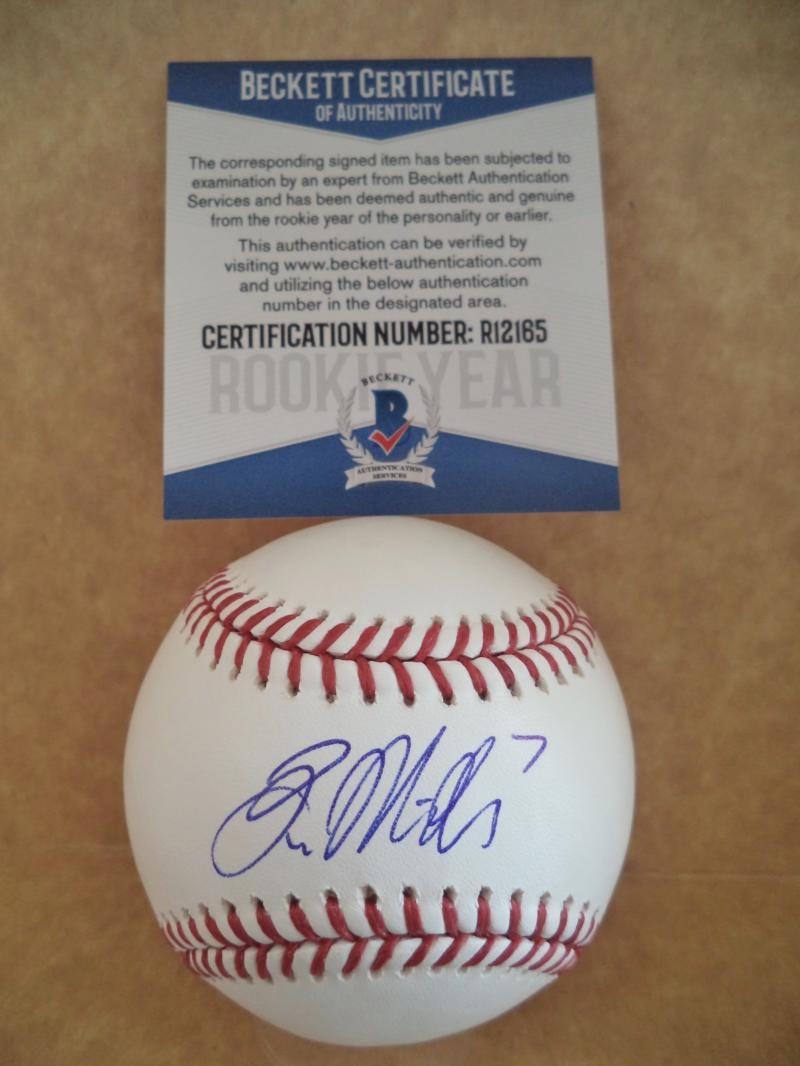 BECKETT CERTIFICATE
OF AUTHENTICITY
The corresponding signed item has been subjected to
examination by an expert from Beckett Authentication
Services and has been deemed authentic and genuine
from the rookie year of the personality or earlier.
This authentication can be verified by
visiting www.beckett-authentication.com
and utilizing the below authentication
number in the designated area.
CERTIFICATION NUMBER: R12165
ROOKIE YEAR
BECKETT
B
AUTHENTICATION
SERVICES
7